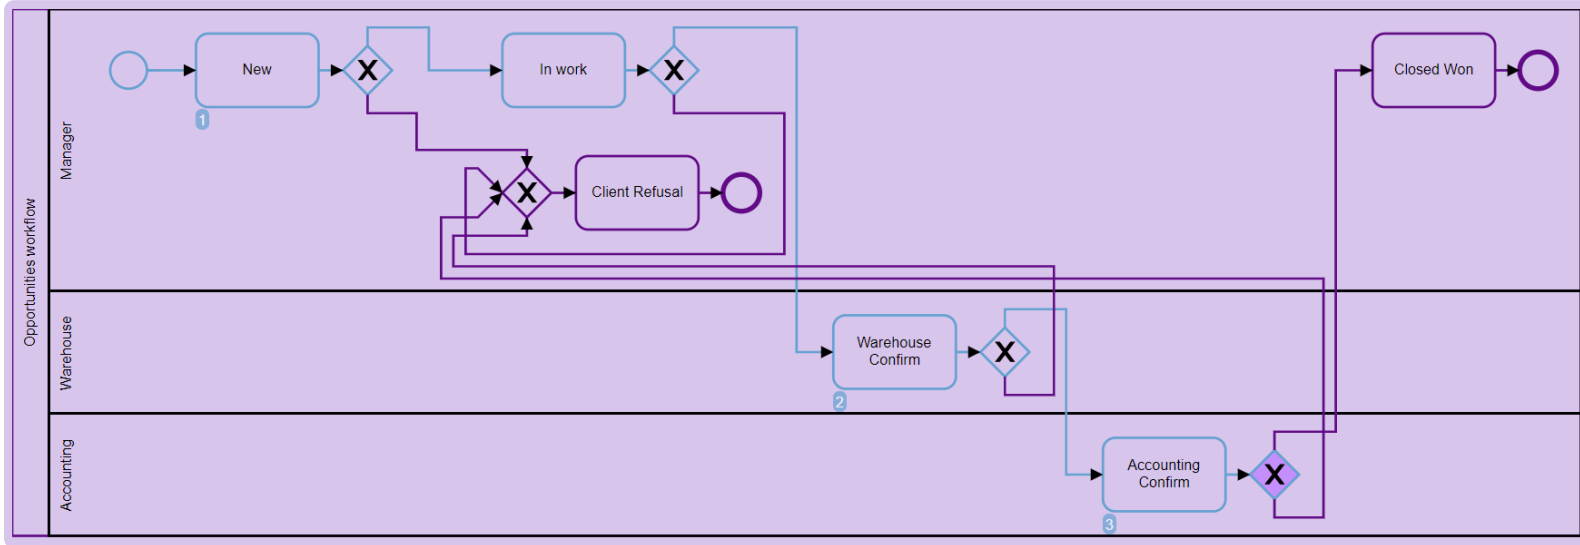 Opportunities workflow
Manager
New
1
X
In work
X
Closed Won
X
Client Refusal
Warehouse
Warehouse
Confirm
2
X
Accounting
Accounting
Confirm
3
X